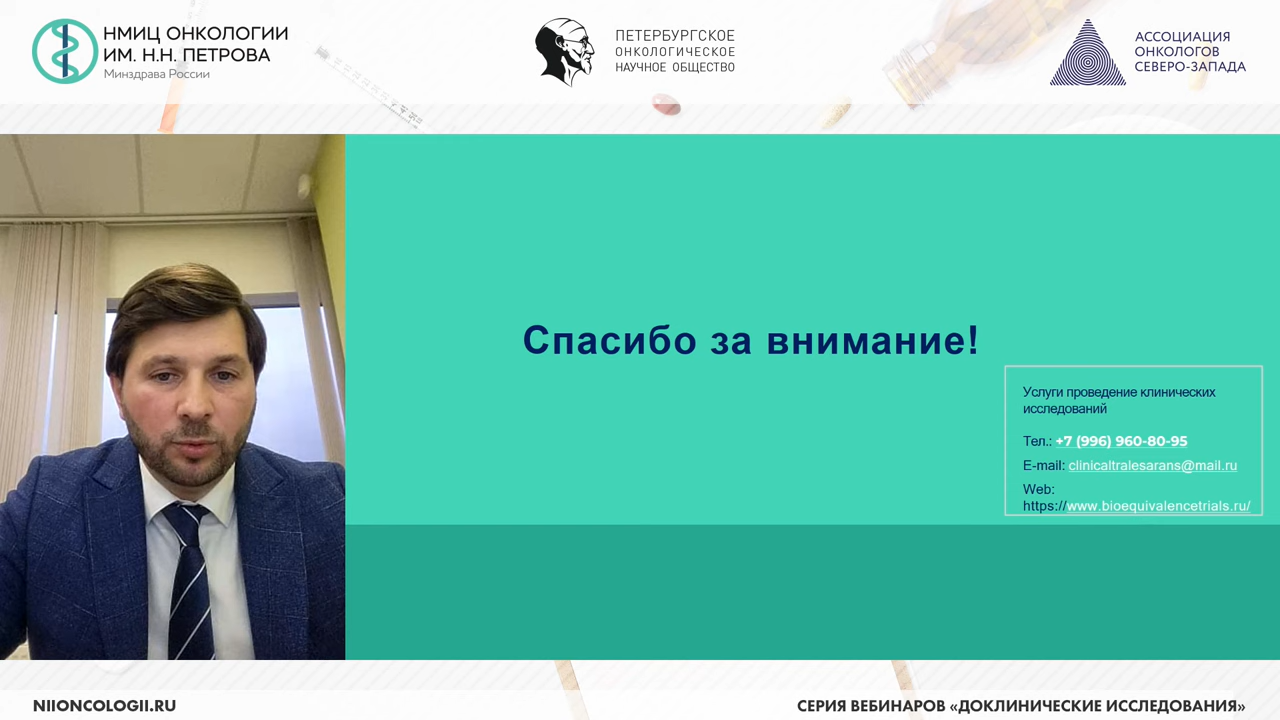 НМИЦ ОНКОЛОГИИ
ИМ. Н.Н. ПЕТРОВА
Минздрава России
ПЕТЕРБУРГСКОЕ
ОНКОЛОГИЧЕСКОЕ
НАУЧНОЕ ОБЩЕСТВО
АССОЦИАЦИЯ
ОНКОЛОГОВ
СЕВЕРО-ЗАПАДА
Спасибо за внимание!
Услуги проведение клинических
исследований
Тел.: +7 (996) 960-80-95
E-mail: clinicaltralesarans@mail.ru
Web:
https://www.bioequivalencetrials.ru/
NIIONCOLOGII.RU
СЕРИЯ ВЕБИНАРОВ «ДОКЛИНИЧЕСКИЕ ИССЛЕДОВАНИЯ»